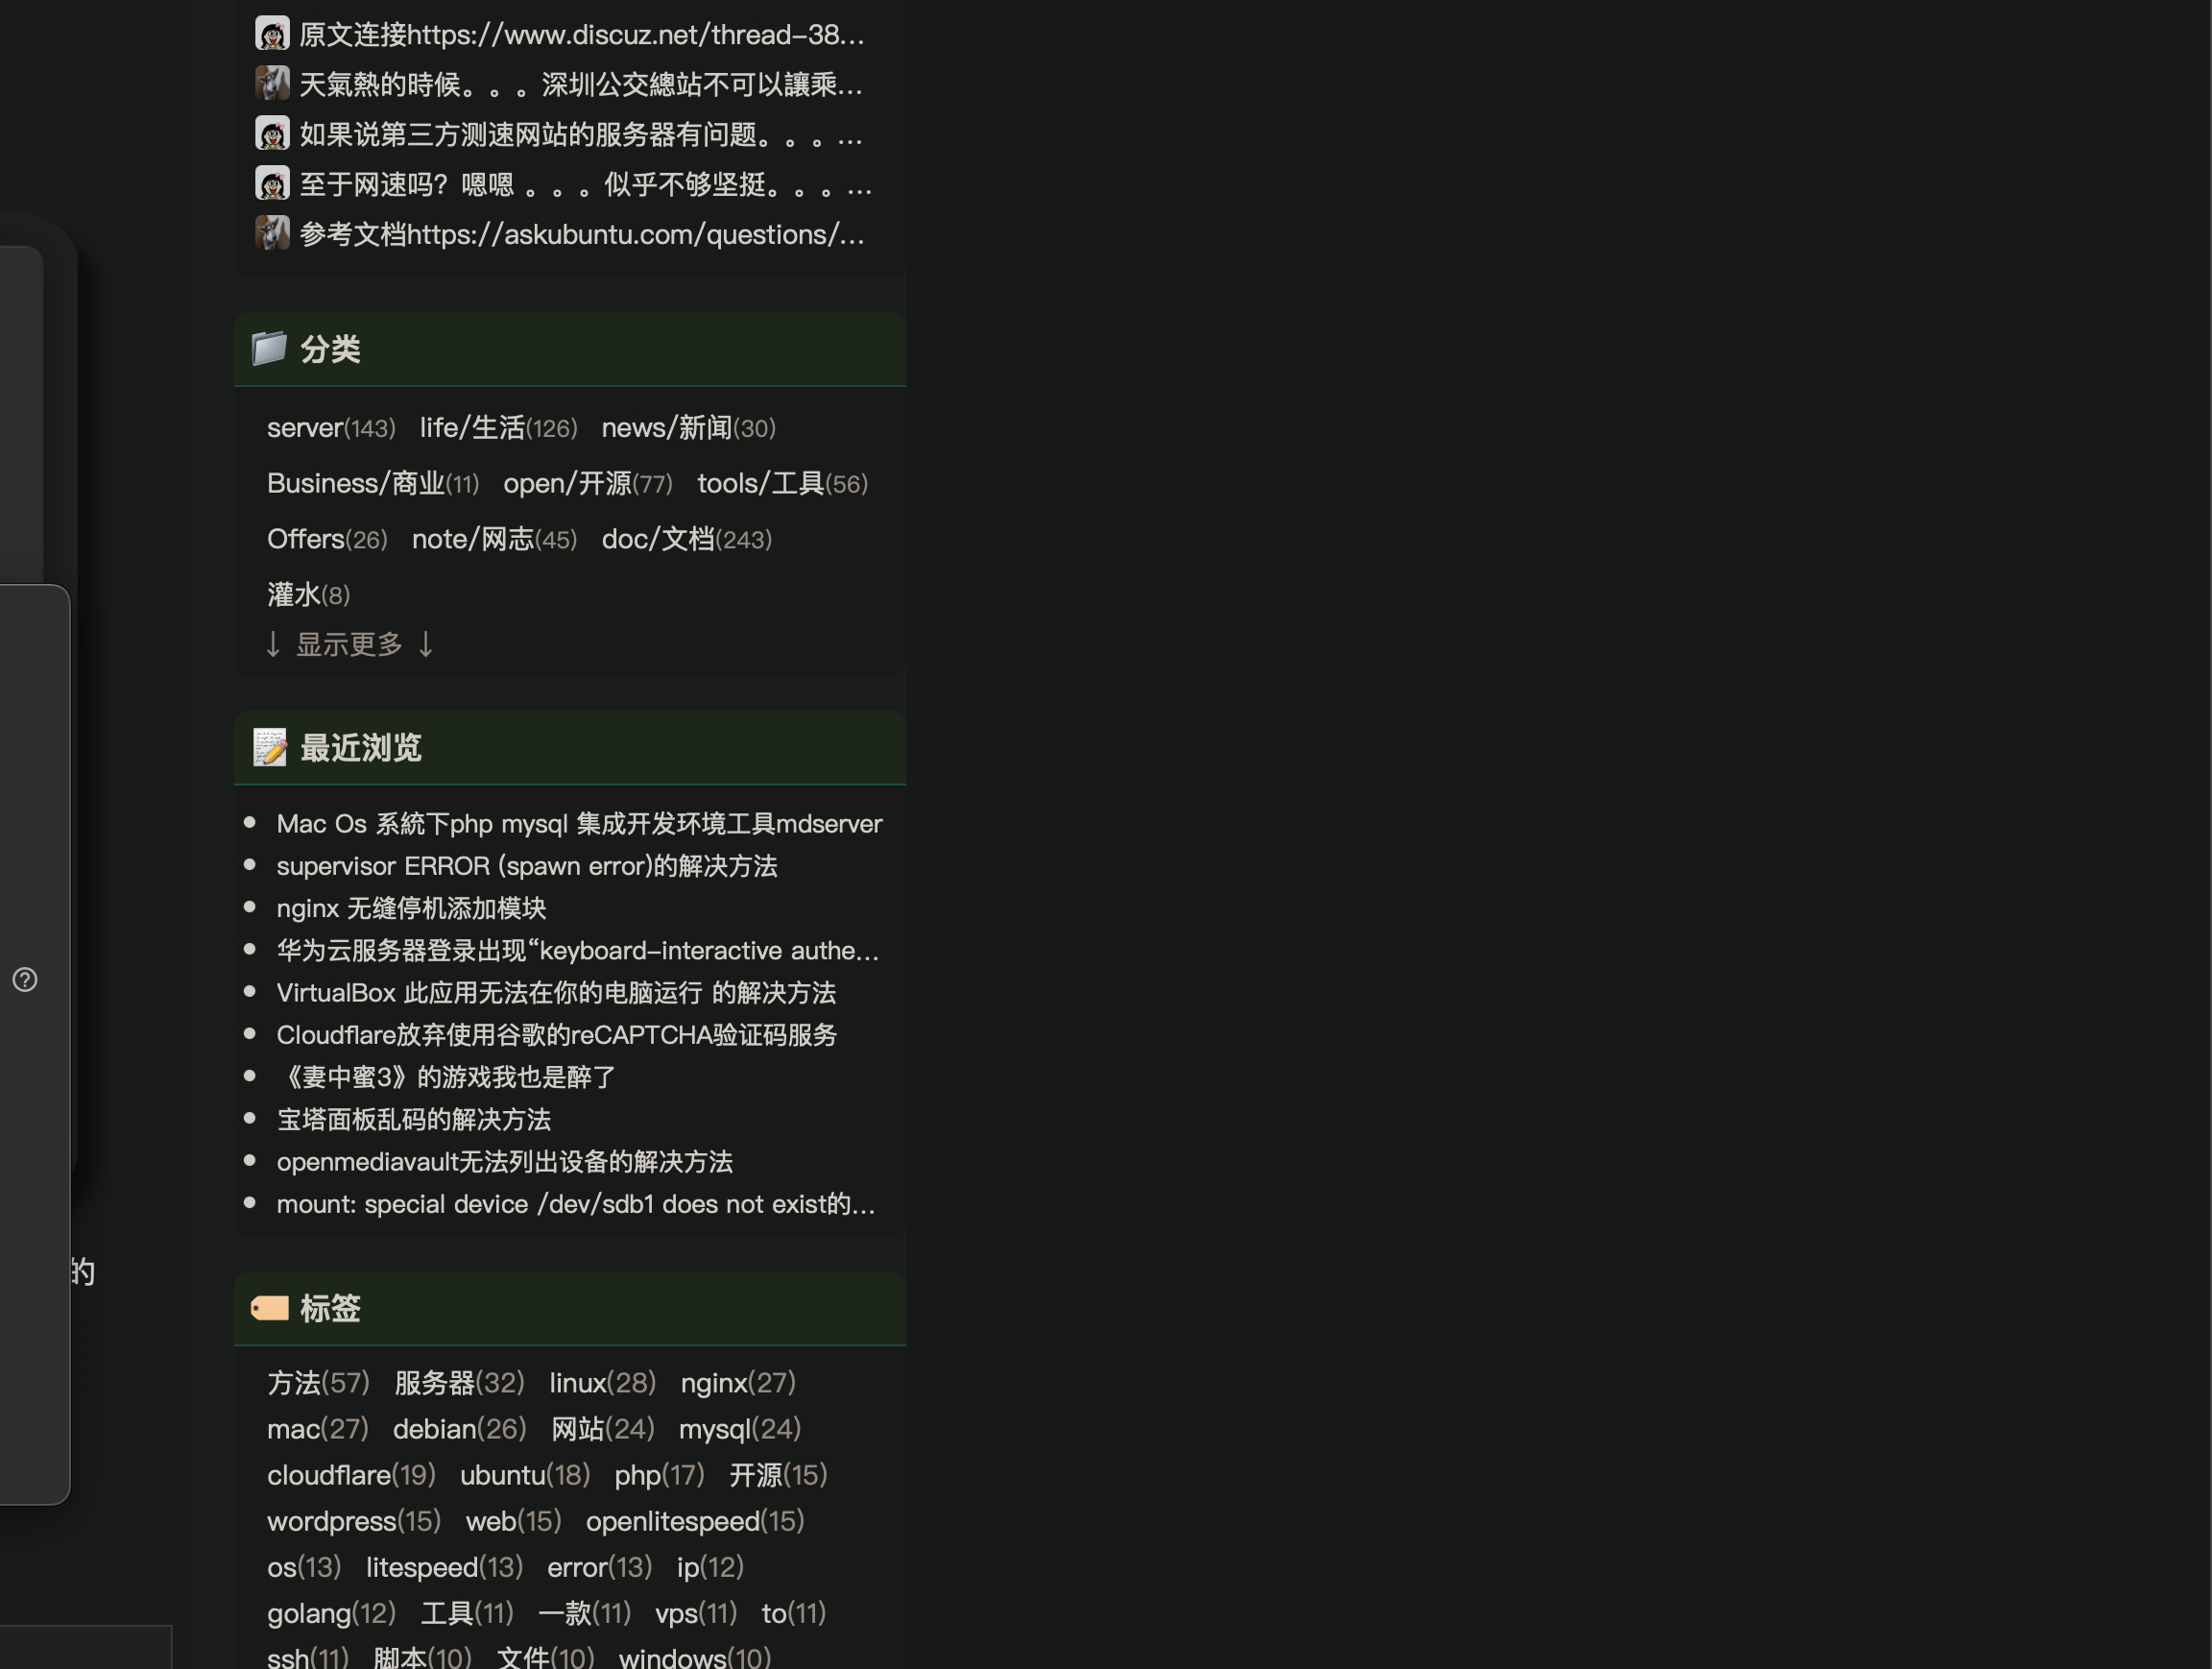 原文连接https://www.discuz.net/thread-38...
天氣熱的時候。。。深圳公交總站不可以讓乘...
如果说第三方测速网站的服务器有问题。。。...
至于网速吗？嗯嗯 。。。似乎不够坚挺。。。...
参考文档https://askubuntu.com/questions/...
分类
server(143) life/生活(126) news/新闻(30)
Business/商业(11) open/开源(77) tools/工具(56)
Offers(26) note/网志(45) doc/文档(243)
灌水(8)
↓ 显示更多 ↓
最近浏览
Mac Os 系統下php mysql 集成开发环境工具mdserver
supervisor ERROR (spawn error)的解决方法
nginx 无缝停机添加模块
华为云服务器登录出现“keyboard-interactive authe...
VirtualBox 此应用无法在你的电脑运行 的解决方法
Cloudflare放弃使用谷歌的reCAPTCHA验证码服务
《妻中蜜3》的游戏我也是醉了
宝塔面板乱码的解决方法
openmediavault无法列出设备的解决方法
mount: special device /dev/sdb1 does not exist的...
的
标签
方法(57) 服务器(32) linux(28) nginx(27)
mac(27) debian(26) 网站(24) mysql(24)
cloudflare(19) ubuntu(18) php(17) 开源(15)
wordpress(15) web(15) openlitespeed(15)
os(13) litespeed(13) error(13) ip(12)
golang(12) 工具(11) 一款(11) vps(11) to(11)
ssh(11) 脚本(10) 文件(10) windows(10)